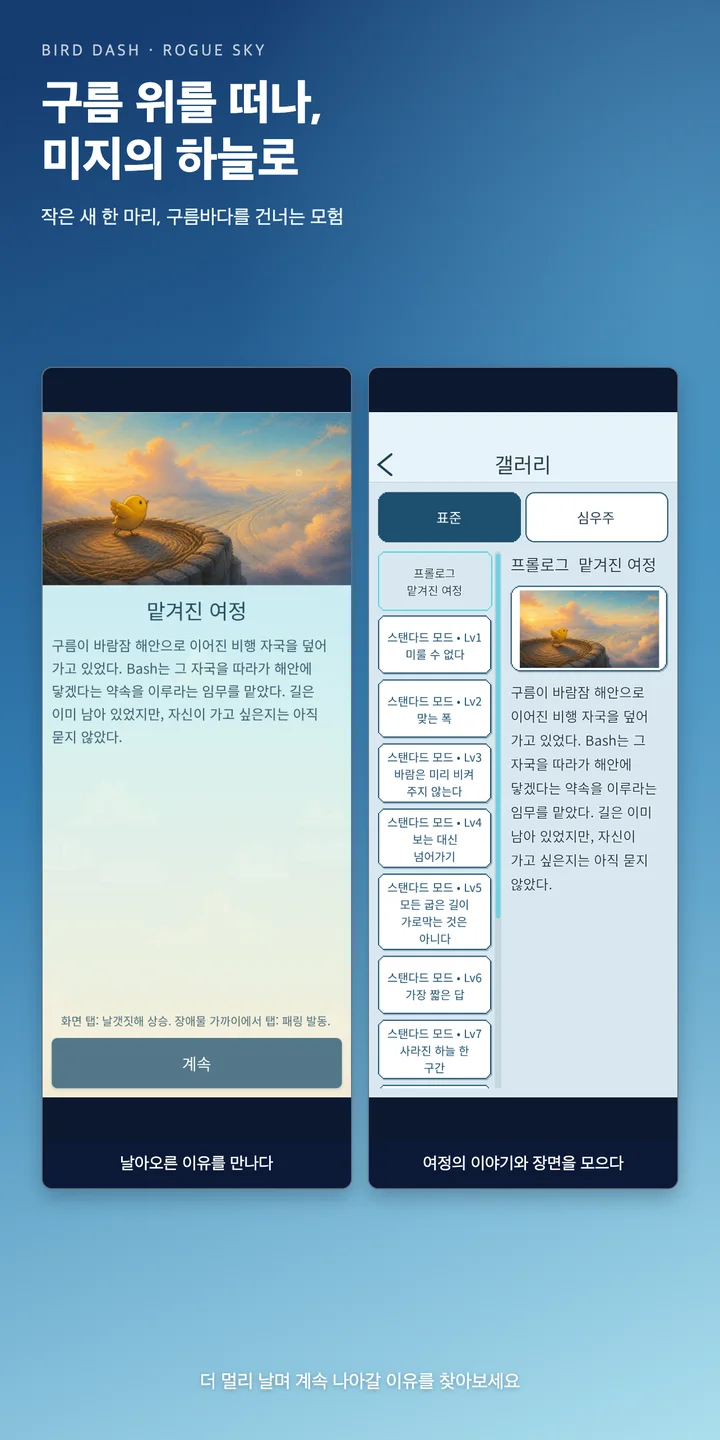 BIRD DASH · ROGUE SKY
구름 위를 떠나,
미지의 하늘로
작은 새 한 마리, 구름바다를 건너는 모험
맡겨진 여정
구름이 바람잠 해안으로 이어진 비행 자국을 덮어
가고 있었다. Bash는 그 자국을 따라가 해안에
닿겠다는 약속을 이루라는 임무를 맡았다. 길은
이미 남아 있었지만, 자신이 가고 싶은지는 아직
묻지 않았다.
화면 탭: 날갯짓해 상승. 장애물 가까이에서 탭: 패링 발동.
계속
날아오른 이유를 만나다
갤러리
표준
심우주
프롤로그
맡겨진 여정
스탠다드 모드 • Lv1
미룰 수 없다
스탠다드 모드 • Lv2
맞는 폭
스탠다드 모드 • Lv3
바람은 미리 비켜
주지 않는다
스탠다드 모드 • Lv4
보는 대신
넘어가기
스탠다드 모드 • Lv5
모든 굽은 길이
가로막는 것은
아니다
스탠다드 모드 • Lv6
가장 짧은 답
스탠다드 모드 • Lv7
사라진 하늘 한
구간
프롤로그 맡겨진 여정
구름이 바람잠 해안으로
이어진 비행 자국을 덮어
가고 있었다. Bash는 그
자국을 따라가 해안에
닿겠다는 약속을 이루라는
임무를 맡았다. 길은 이미
남아 있었지만, 자신이
가고 싶은지는 아직 묻지
않았다.
여정의 이야기와 장면을 모으다
더 멀리 날며 계속 나아갈 이유를 찾아보세요